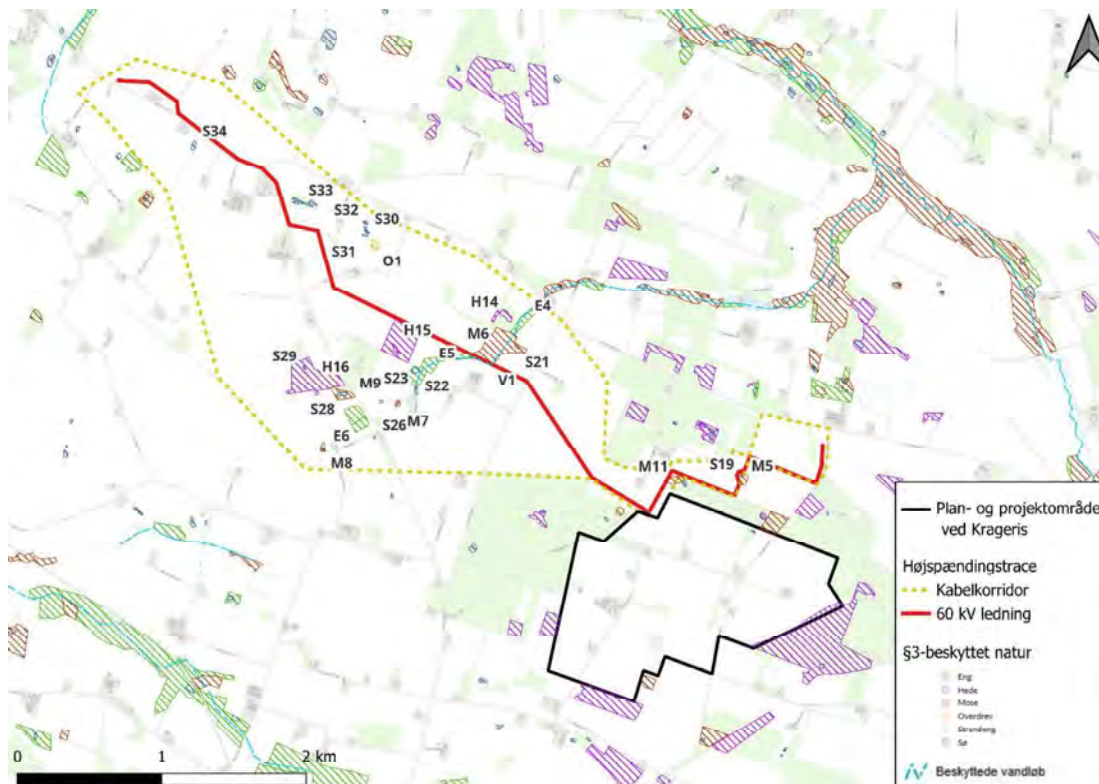 S34
S33
S32
S30
S31
O1
H14
E4
M6
H15
S21
E5
S29
H16
S23
V1
M9
S22
S28
M7
S26
E6
M8
M11
S19
M5
Plan- og projektområde
ved Krageris
Højspændingstrace
Kabelkorridor
60 kV ledning
§3-beskyttet natur
Eng
Hede
Mose
Overdrev
Strandeng
Sø
Beskyttede vandløb
0 1 2 km